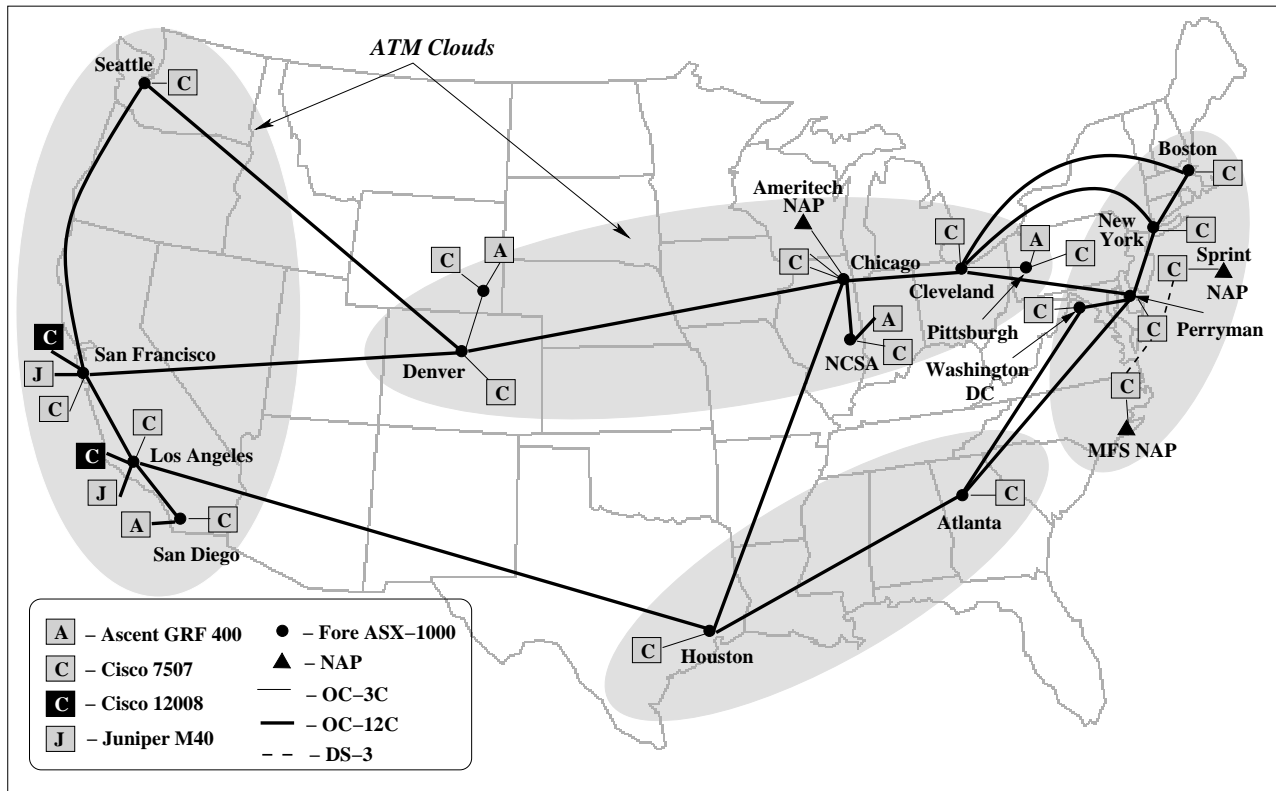 ATM Clouds
Seattle
C
Boston
C
Ameritech
NAP
New
York
C
C
A
C
C
A
C
Sprint
NAP
C
C
Chicago
Cleveland
Pittsburgh
C
C
Perryman
A
C
NCSA
Washington
DC
C
MFS NAP
C
San Francisco
J
C
Denver
C
C
C
Los Angeles
J
A
C
San Diego
C
Atlanta
C
Houston
A – Ascent GRF 400
C – Cisco 7507
C – Cisco 12008
J – Juniper M40
– Fore ASX–1000
– NAP
– OC–3C
– OC–12C
– DS–3